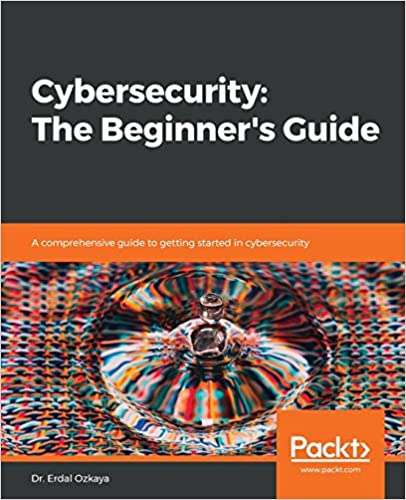 Cybersecurity:
The Beginner's Guide
A comprehensive guide to getting started in cybersecurity
Packt>
www.packt.com
Dr. Erdal Ozkaya